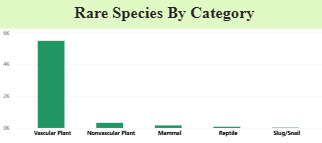 Rare Species By Category
6K
4K
2K
0K
Vascular Plant Nonvascular Plant Mammal Reptile Slug/Snail